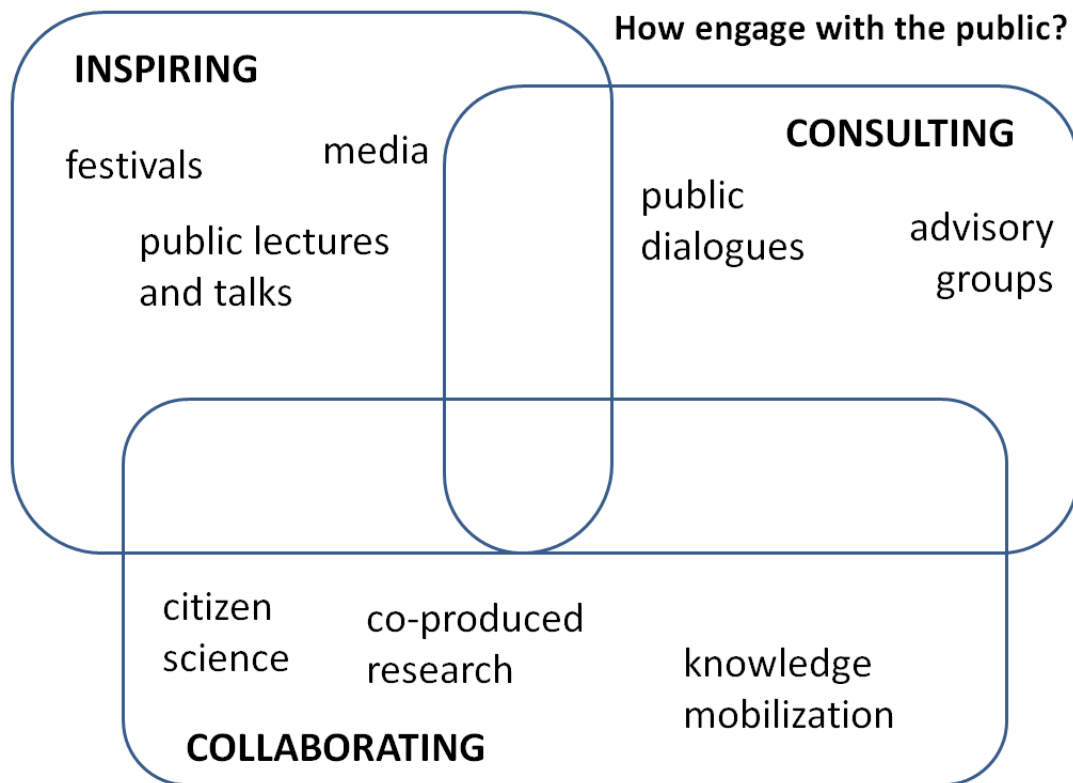 How engage with the public?
INSPIRING
festivals
media
public lectures
and talks
CONSULTING
public
dialogues
advisory
groups
citizen
science
co-produced
research
knowledge
mobilization
COLLABORATING